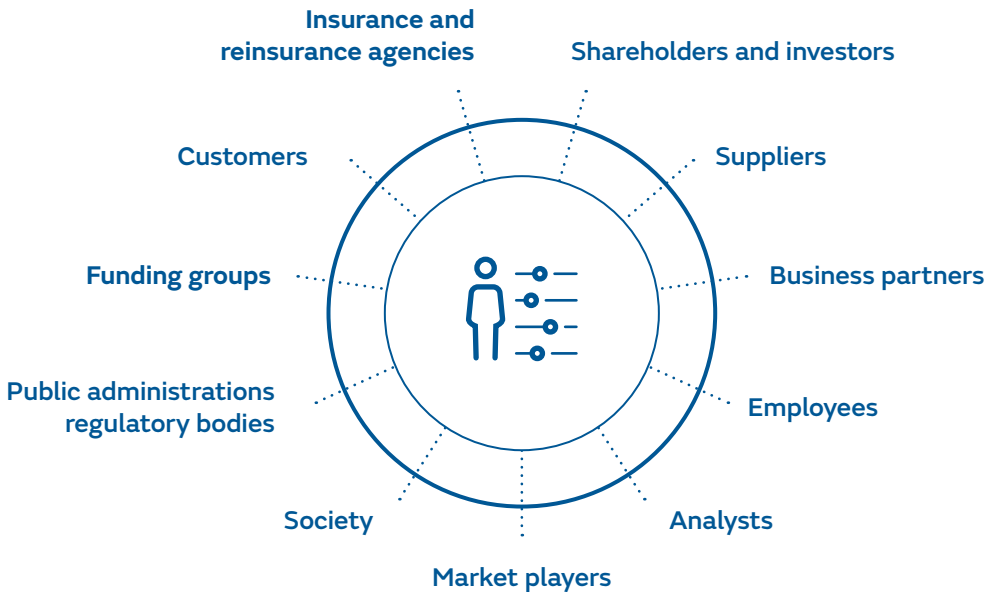 Insurance and
reinsurance agencies
Shareholders and investors
Customers
Suppliers
Funding groups
Business partners
Public administrations
regulatory bodies
Employees
Society
Analysts
Market players